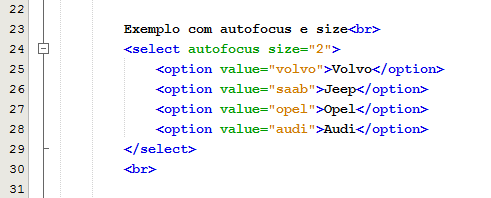 22
23 Exemplo com autofocus e size<br>
24 <select autofocus size="2">
25 <option value="volvo">Volvo</option>
26 <option value="saab">Jeep</option>
27 <option value="opel">Opel</option>
28 <option value="audi">Audi</option>
29 </select>
30 <br>
31